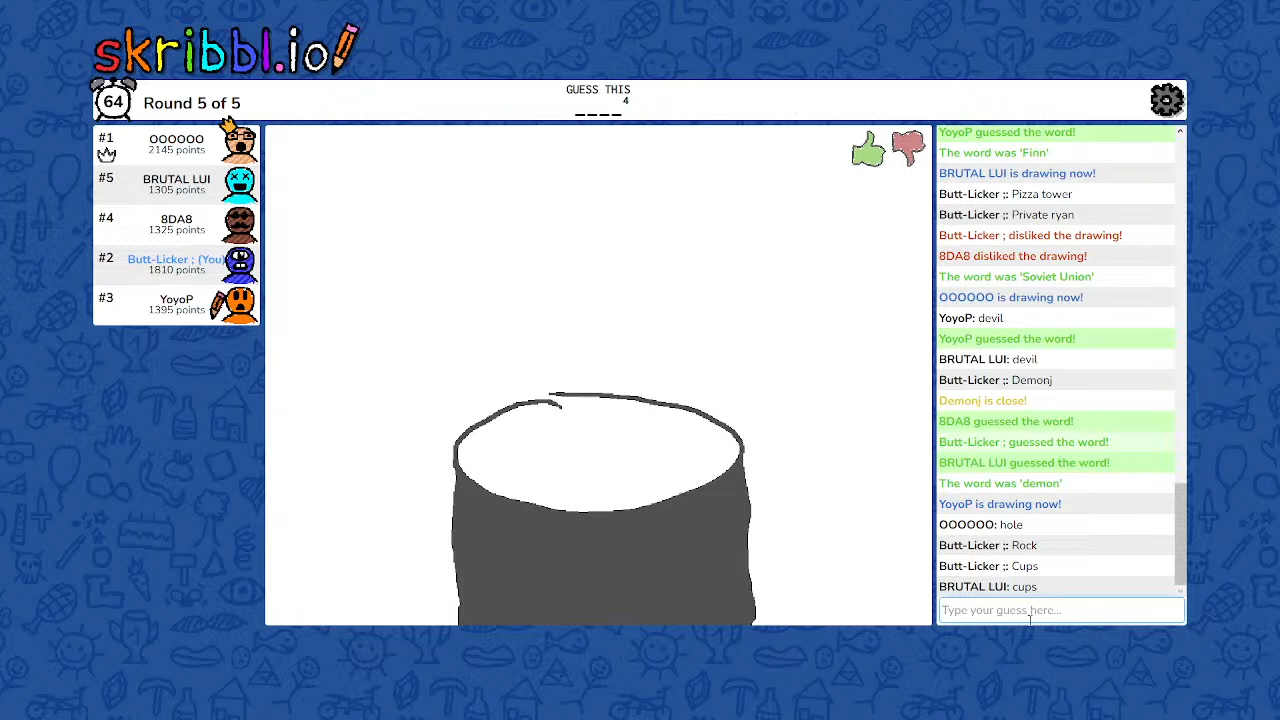 skribbl.io
64
Round 5 of 5
GUESS THIS
____ 4
#1
OOOOOO
2145 points
#5
BRUTAL LUI
1305 points
#4
8DA8
1325 points
#2
Butt-Licker ; (You)
1810 points
#3
YoyoP
1395 points
YoyoP guessed the word!
The word was 'Finn'
BRUTAL LUI is drawing now!
Butt-Licker ;: Pizza tower
Butt-Licker ;: Private ryan
Butt-Licker ; disliked the drawing!
8DA8 disliked the drawing!
The word was 'Soviet Union'
OOOOOO is drawing now!
YoyoP: devil
YoyoP guessed the word!
BRUTAL LUI: devil
Butt-Licker ;: Demonj
Demonj is close!
8DA8 guessed the word!
Butt-Licker ; guessed the word!
BRUTAL LUI guessed the word!
The word was 'demon'
YoyoP is drawing now!
OOOOOO: hole
Butt-Licker ;: Rock
Butt-Licker ;: Cups
BRUTAL LUI: cups
Type your guess here...